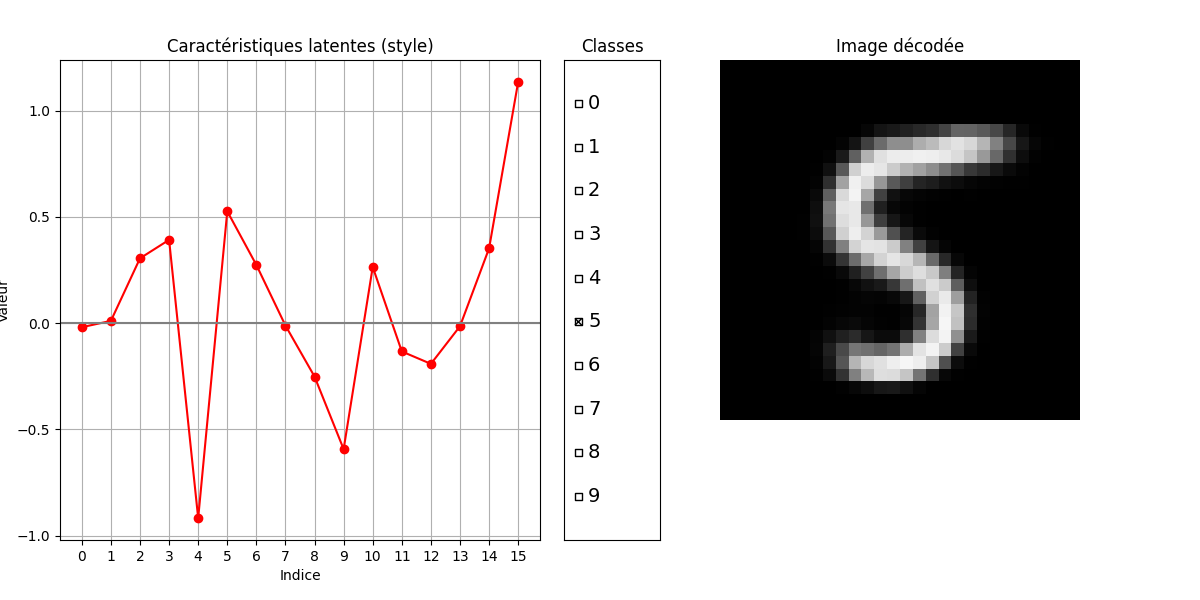 Caractéristiques latentes (style)
Valeur
1.0
0.5
0.0
−0.5
−1.0
0 1 2 3 4 5 6 7 8 9 10 11 12 13 14 15
Indice
Classes
0
1
2
3
4
5
6
7
8
9
Image décodée
5